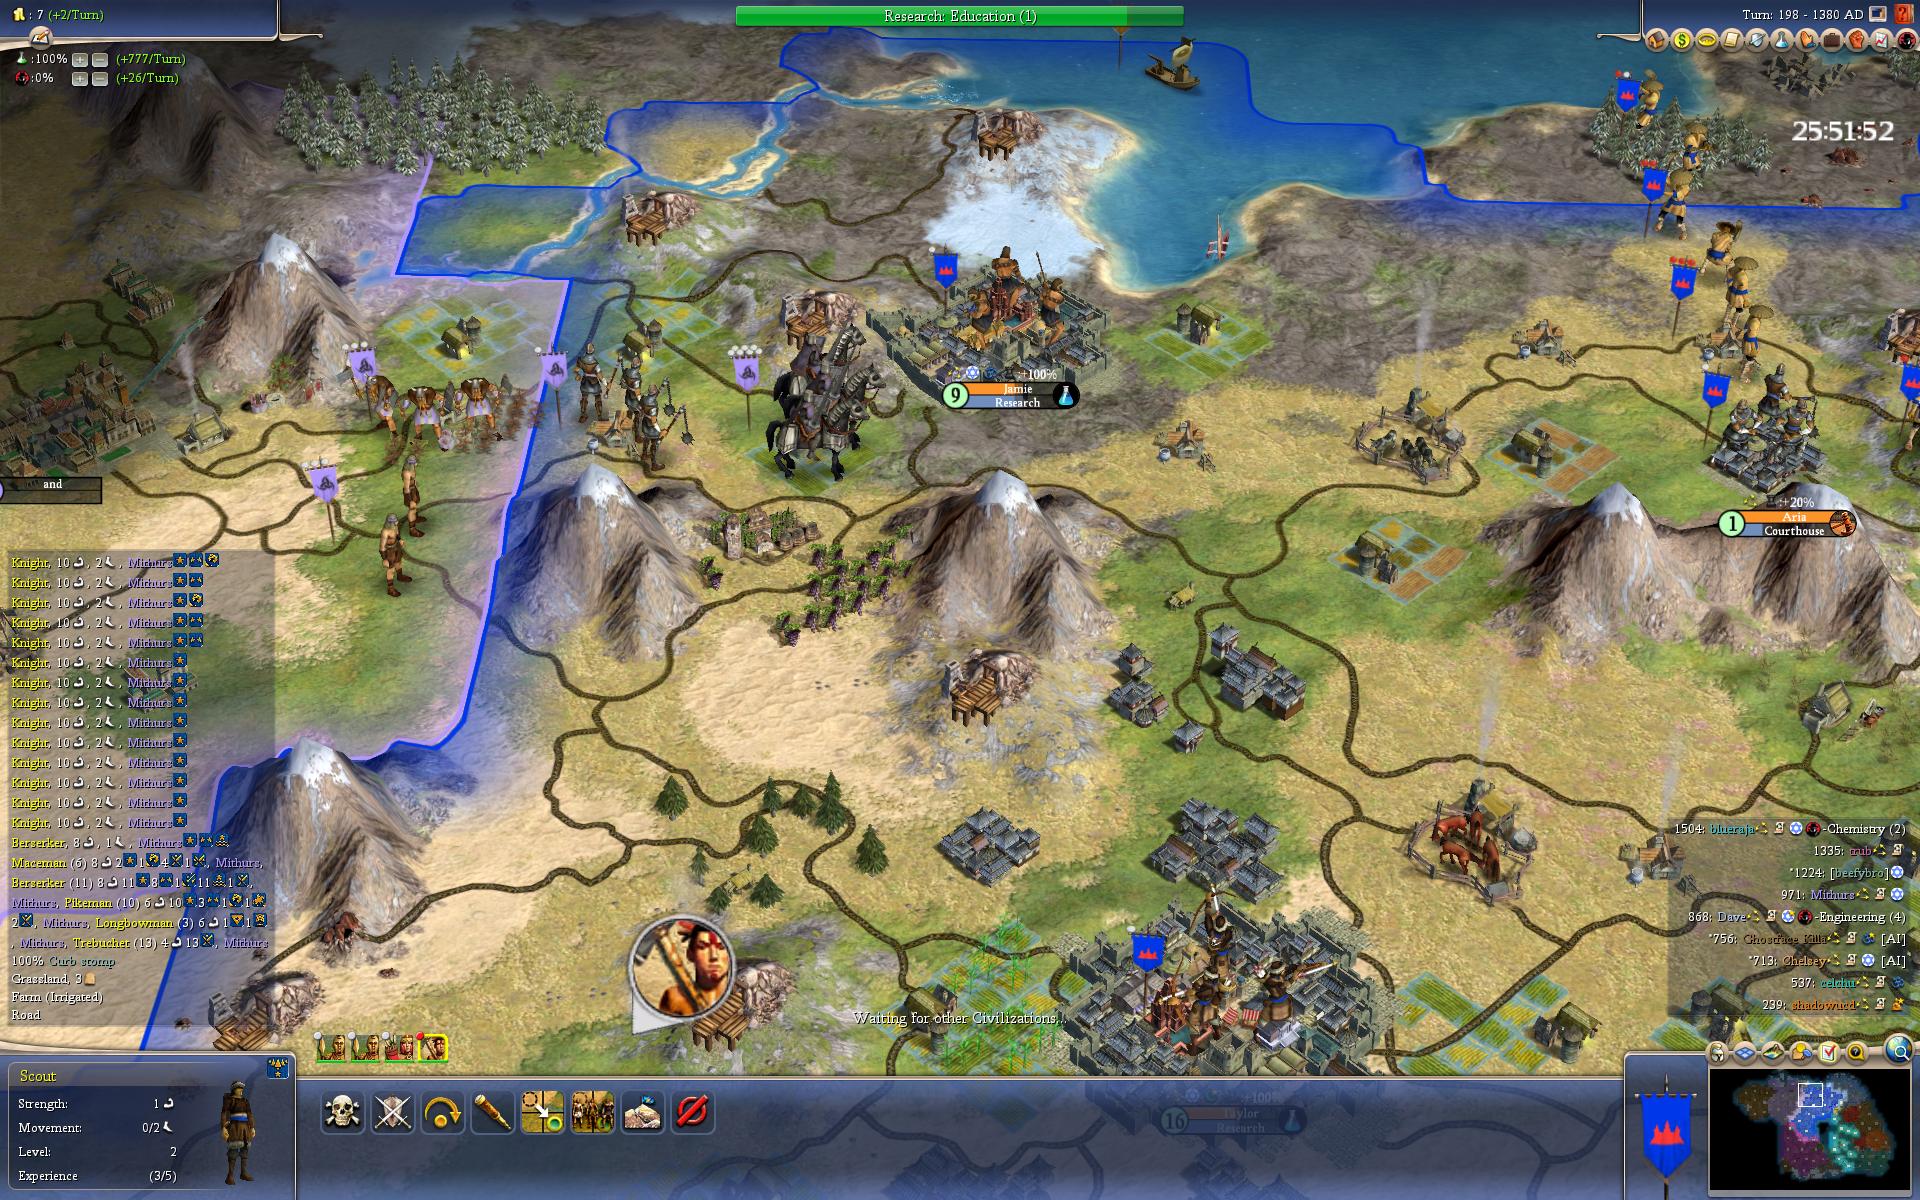 : 7 (+2/Turn)
Research: Education (1)
Turn: 198 - 1380 AD
:100% (+777/Turn)
:0% (+26/Turn)
25:51:52
:+100%
9 Jamie
Research
and
:+20%
1 Aria
Courthouse
Knight, 10, 2, Mithurs
Knight, 10, 2, Mithurs
Knight, 10, 2, Mithurs
Knight, 10, 2, Mithurs
Knight, 10, 2, Mithurs
Knight, 10, 2, Mithurs
Knight, 10, 2, Mithurs
Knight, 10, 2, Mithurs
Knight, 10, 2, Mithurs
Knight, 10, 2, Mithurs
Knight, 10, 2, Mithurs
Knight, 10, 2, Mithurs
Knight, 10, 2, Mithurs
Knight, 10, 2, Mithurs
Berserker, 8, 1, Mithurs
Maceman (6) 8 2 1 4 1, Mithurs,
Berserker (11) 8 11 8 1 11 1,
Mithurs, Pikeman (10) 6 10 3 1 1
2, Mithurs, Longbowman (3) 6 1 1
, Mithurs, Trebuchet (13) 4 13, Mithurs
100% Curb stomp
Grassland, 3
Farm (Irrigated)
Road
1504: blueraja -Chemistry (2)
1335:
*1224: [beefybro]
971: Mithurs
868: Dave -Engineering (4)
*756: Ghostface Killa [AI]
*713: Chelsey [AI]
537: celchu
239:
Waiting for other Civilizations...
Scout
Strength: 1
Movement: 0/2
Level: 2
Experience (3/5)
:+100%
16 Taylor
Research